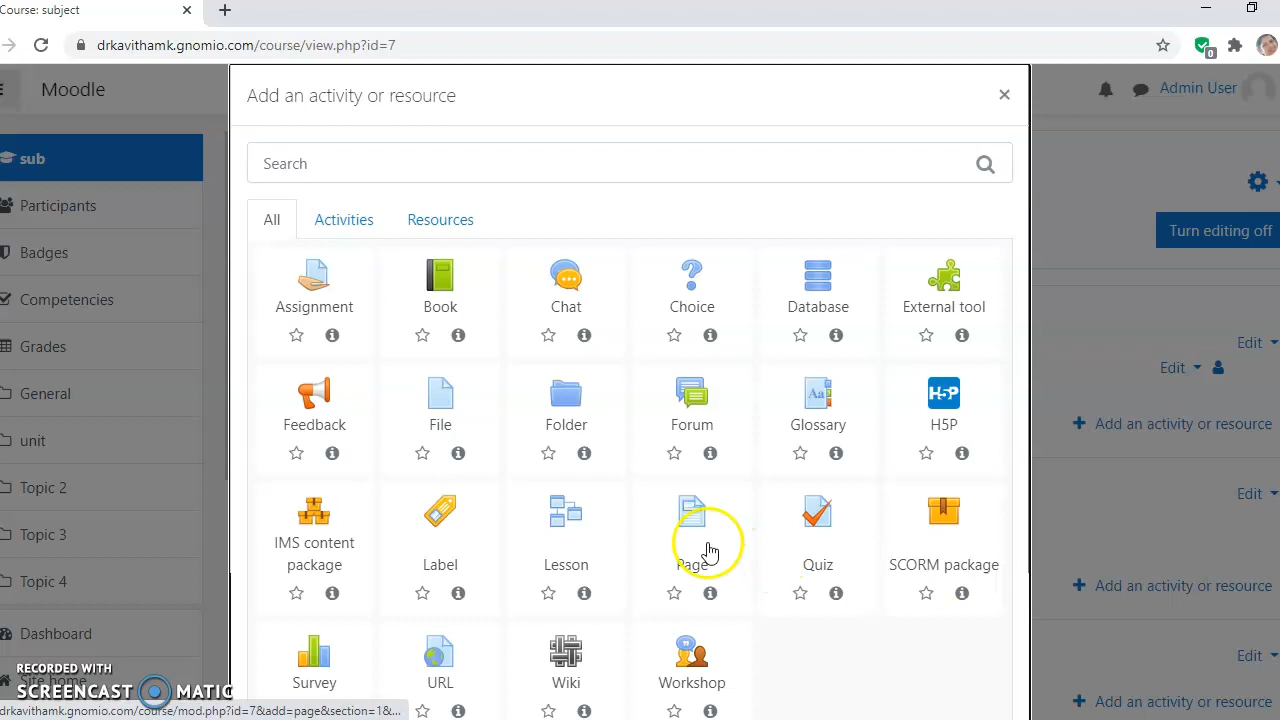 Course: subject
drkavithamk.gnomio.com/course/view.php?id=7
0
Moodle
Admin User
Add an activity or resource
Search
All Activities Resources
sub
Participants
Badges
Competencies
Grades
General
unit
Topic 2
Topic 3
Topic 4
Dashboard
Site home
Turn editing off
Edit
Edit
Add an activity or resource
Edit
Add an activity or resource
Edit
Add an activity or resource
Assignment Book Chat Choice Database External tool
Feedback File Folder Forum Glossary H5P
Aa
H5P
IMS content package Label Lesson Page Quiz SCORM package
Survey URL Wiki Workshop
RECORDED WITH
SCREENCAST MATIC
drkavithamk.gnomio.com/course/mod.php?id=7&add=page&section=1&...